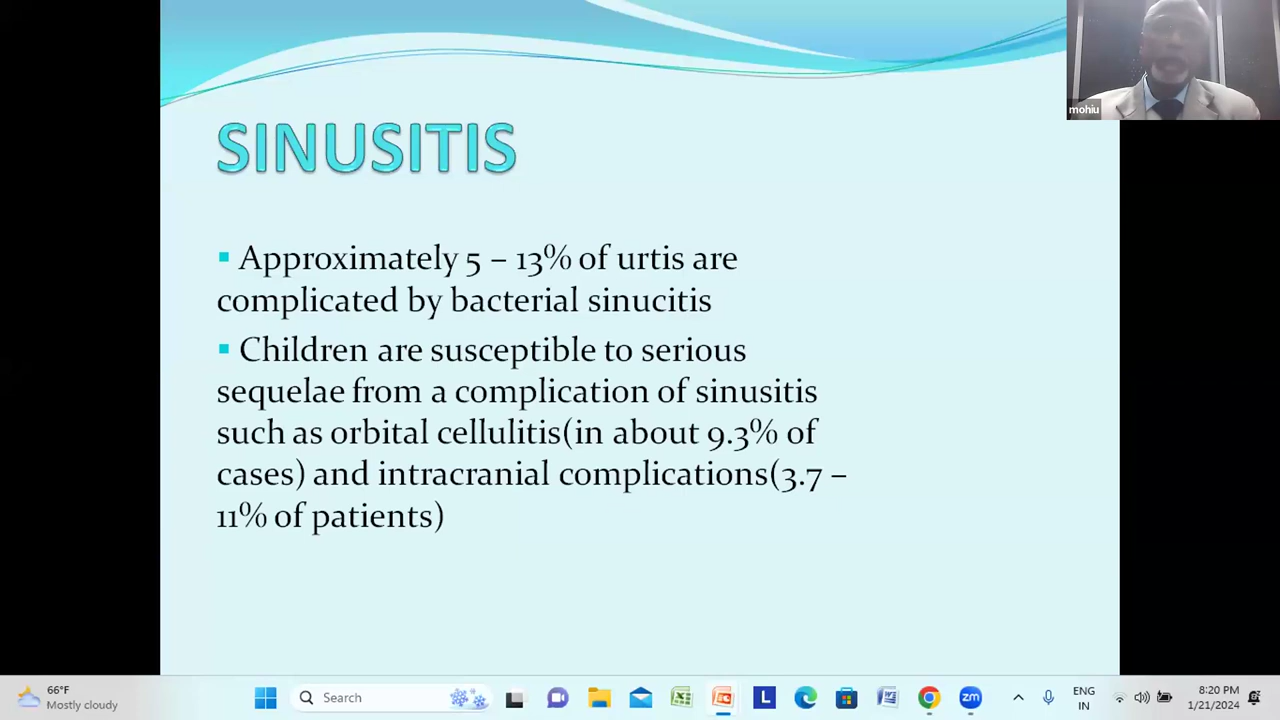 mohiu
SINUSITIS
▪ Approximately 5 – 13% of urtis are
complicated by bacterial sinucitis
▪ Children are susceptible to serious
sequelae from a complication of sinusitis
such as orbital cellulitis(in about 9.3% of
cases) and intracranial complications(3.7 –
11% of patients)
66°F
Mostly cloudy
Search
L
zm
ENG
IN
8:20 PM
1/21/2024